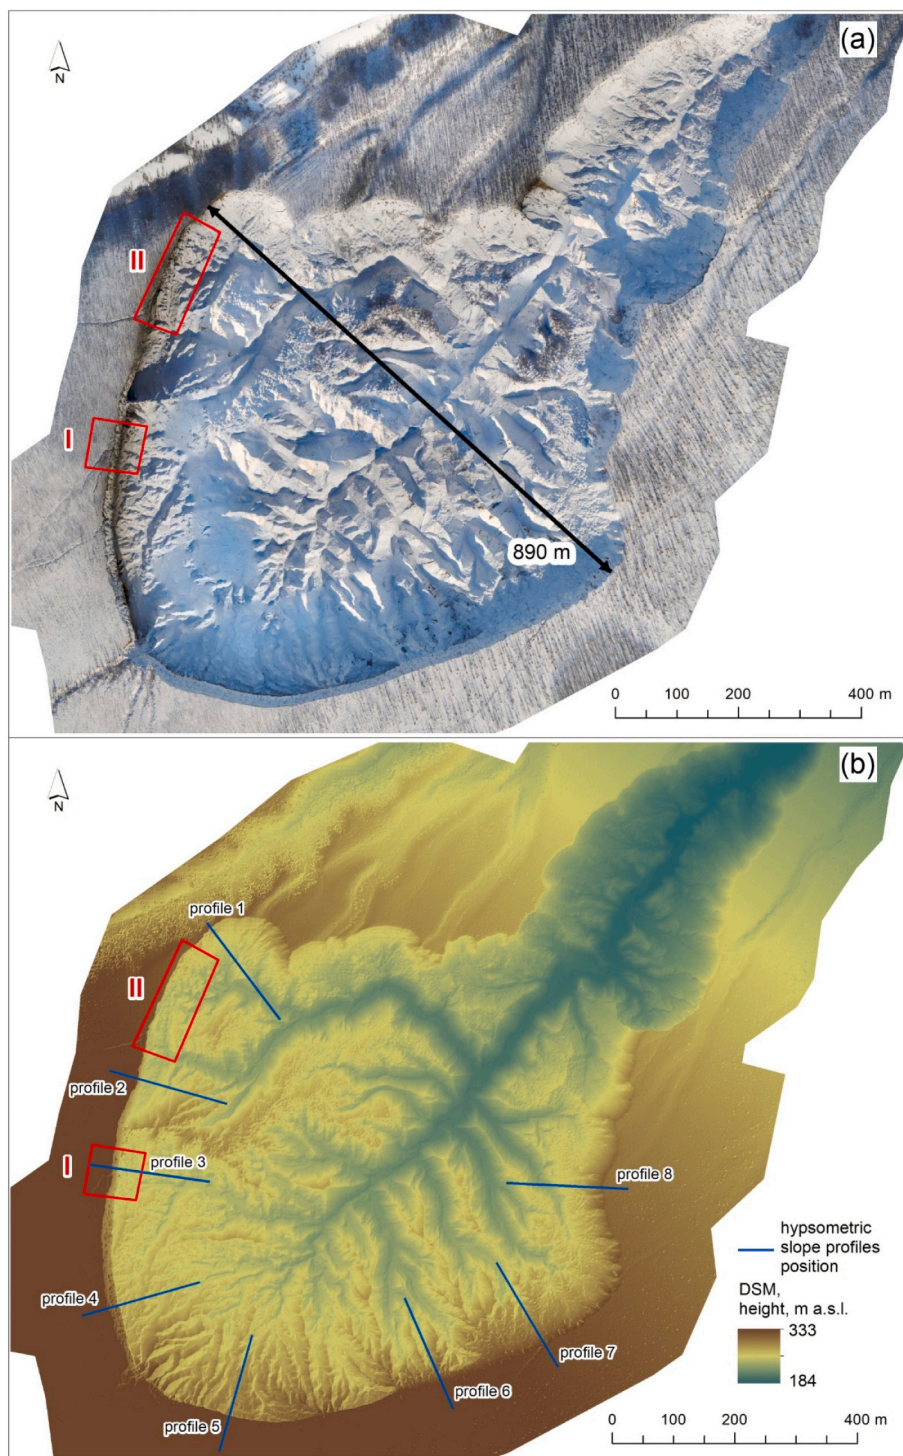 (a)
N
II
I
890 m
0 100 200 400 m
(b)
N
profile 1
II
profile 2
I
profile 3
profile 8
hypsometric
slope profiles
position
profile 4
DSM,
height, m a.s.l.
333
184
profile 7
profile 6
profile 5
0 100 200 400 m